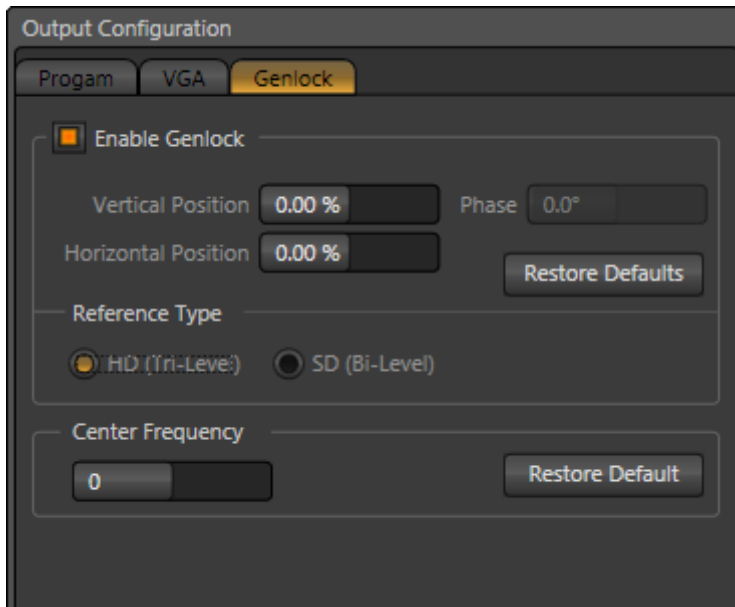 Output Configuration
Progam VGA Genlock
Enable Genlock
Vertical Position 0.00 % Phase 0.0°
Horizontal Position 0.00 %
Restore Defaults
Reference Type
HD (Tri-Level) SD (Bi-Level)
Center Frequency
0 Restore Default